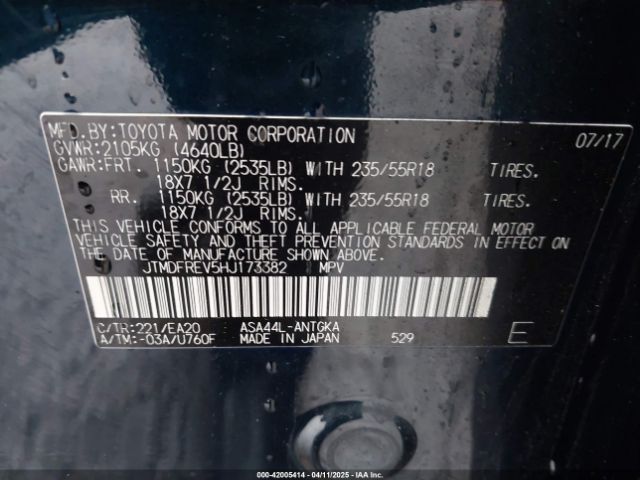 MFD.BY:TOYOTA MOTOR CORPORATION 07/17
GVWR:2105KG (4640LB)
GAWR:FRT. 1150KG (2535LB) WITH 235/55R18 TIRES.
18X7 1/2J RIMS.
RR. 1150KG (2535LB) WITH 235/55R18 TIRES.
18X7 1/2J RIMS.
THIS VEHICLE CONFORMS TO ALL APPLICABLE FEDERAL MOTOR
VEHICLE SAFETY AND BUMPER STANDARDS IN EFFECT ON
THE DATE OF MANUFACTURE SHOWN ABOVE.
JTMDFREV5HJ173382 MPV
C/TR:221/EA20 ASA44L-ANTGKA
A/TM:-03A/U760F MADE IN JAPAN 529 E
000-42005414 | 04/11/2025 | IAA Inc.